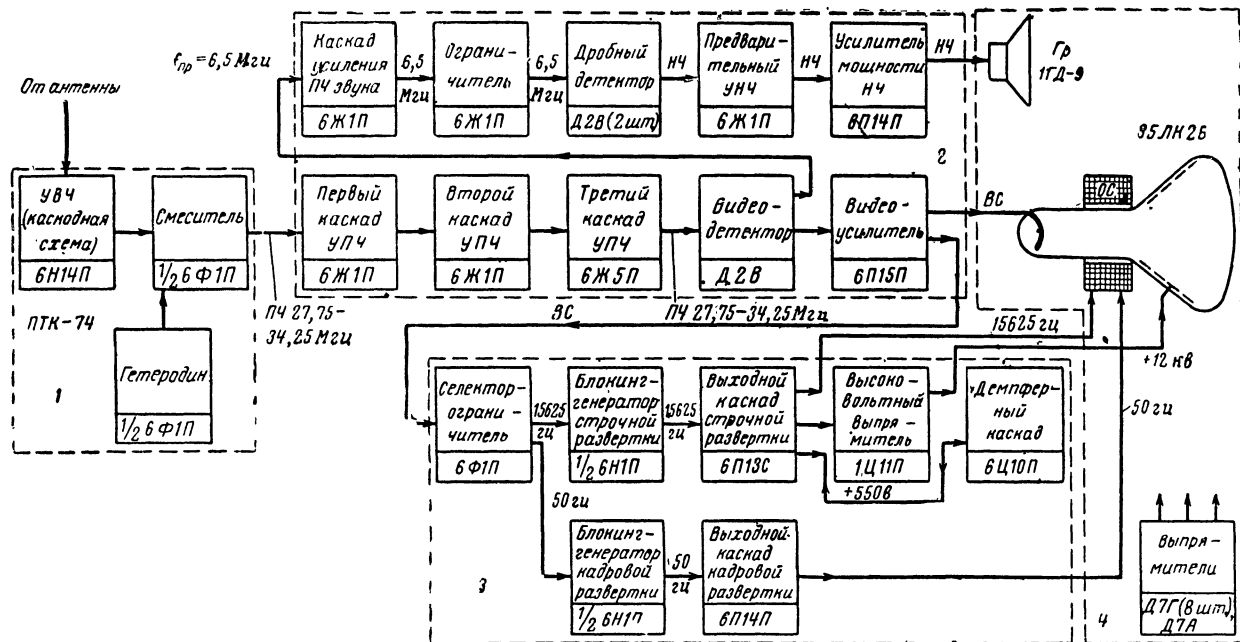 fпр = 6,5 Мгц
Каскад
усиления
ПЧ звука
6Ж1П
6,5
Мгц
Ограни-
читель
6Ж1П
6,5
Мгц
Дробный
детектор
Д2В (2шт)
НЧ
Предвари-
тельный
УНЧ
6Ж1П
НЧ
Усилитель
мощности
НЧ
6П14П
НЧ
Гр
1ГД-9
От антенны
2
95ЛК2Б
УВЧ
(каскодная
схема)
6Н14П
Смеситель
1/2 6Ф1П
Первый
каскад
УПЧ
6Ж1П
Второй
каскад
УПЧ
6Ж1П
Третий
каскад
УПЧ
6Ж5П
Видео-
детектор
Д2В
Видео-
усилитель
6П15П
ВС
ОС
ПТК-74
ПЧ 27,75-
34,25 Мгц
ВС
ПЧ 27,75-34,25 Мгц
15625 гц
+12 кв
Гетеродин
1/2 6Ф1П
1
Селектор-
ограни-
читель
6Ф1П
15625
гц
Блокинг-
генератор
строчной
развертки
1/2 6Н1П
15625
гц
Выходной
каскад
строчной
развертки
6П13С
Высоко-
вольтный
выпря-
митель
1Ц11П
Демпфер-
ный
каскад
6Ц10П
50 гц
+550в
50 гц
Блокинг-
генератор
кадровой
развертки
1/2 6Н1П
50
гц
Выходной
каскад
кадровой
развертки
6П14П
3
Выпря-
мители
Д7Г (8 шт),
Д7А
4